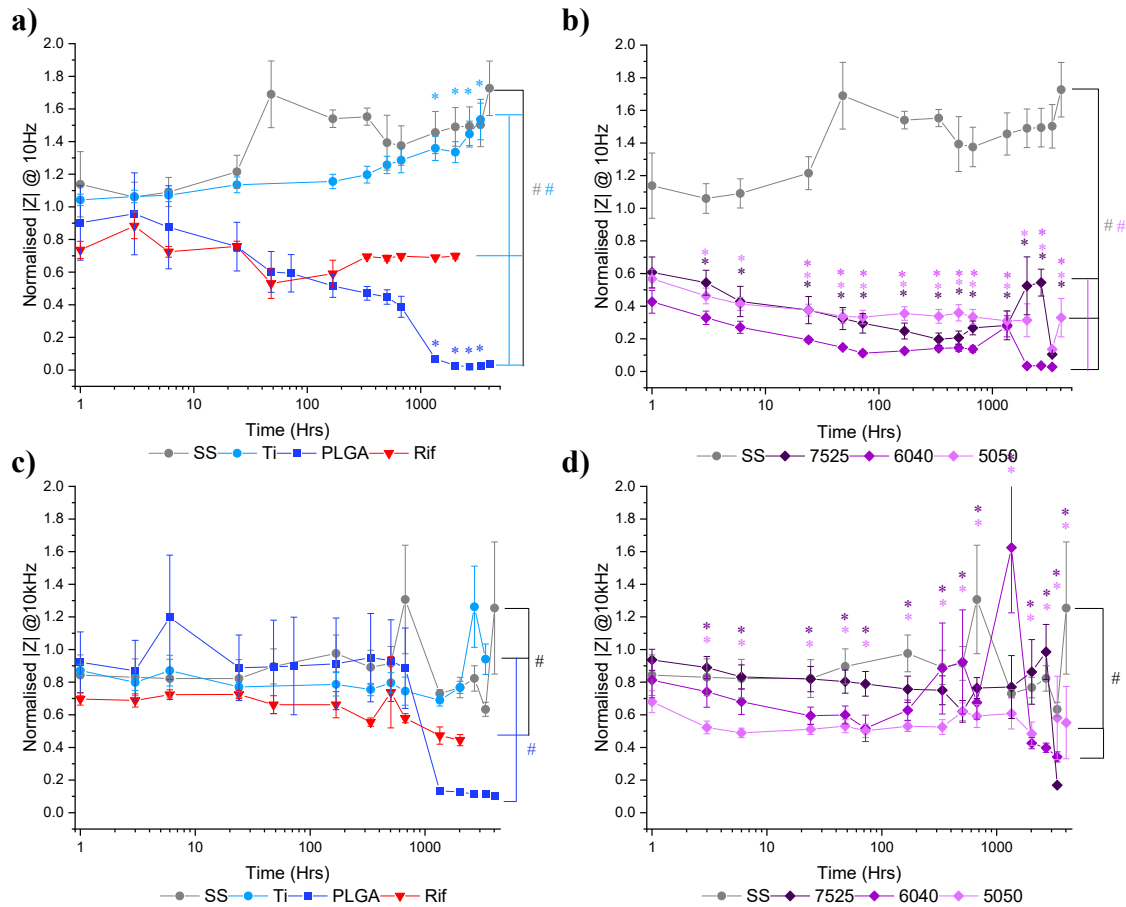 a)
2.0
1.8
1.6
1.4
1.2
1.0
0.8
0.6
0.4
0.2
0.0
Normalised |Z| @ 10Hz
* * * *
* * * *
# #
1 10 100 1000
Time (Hrs)
SS Ti PLGA Rif
b)
2.0
1.8
1.6
1.4
1.2
1.0
0.8
0.6
0.4
0.2
0.0
Normalised |Z| @ 10Hz
# #
1 10 100 1000
Time (Hrs)
SS 7525 6040 5050
c)
2.0
1.8
1.6
1.4
1.2
1.0
0.8
0.6
0.4
0.2
0.0
Normalised |Z| @10kHz
#
#
1 10 100 1000
Time (Hrs)
SS Ti PLGA Rif
d)
2.0
1.8
1.6
1.4
1.2
1.0
0.8
0.6
0.4
0.2
0.0
Normalised |Z| @10kHz
#
1 10 100 1000
Time (Hrs)
SS 7525 6040 5050